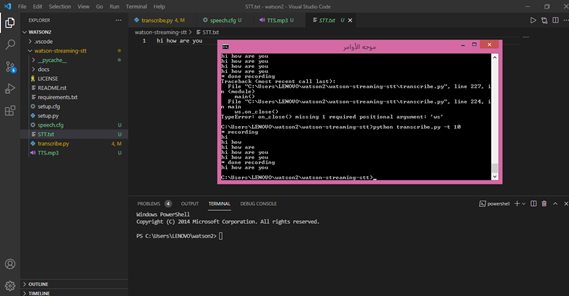 File Edit Selection View Go Run Terminal Help
STT.txt - watson2 - Visual Studio Code
EXPLORER
WATSON2
.vscode
watson-streaming-stt
__pycache__
docs
LICENSE
README.rst
requirements.txt
setup.cfg
setup.py
speech.cfg U
STT.txt U
transcribe.py 4, M
TTS.mp3 U
OUTLINE
TIMELINE
transcribe.py 4, M
speech.cfg U
TTS.mp3 U
STT.txt U
watson-streaming-stt > STT.txt
1 hi how are you
موجه الأوامر
hi how are you
hi how are you
hi how are you
hi how are you
* done recording
Traceback (most recent call last):
File "C:\Users\LENOVO\watson2\watson-streaming-stt\transcribe.py", line 227, i
n <module>
main()
File "C:\Users\LENOVO\watson2\watson-streaming-stt\transcribe.py", line 224, i
n main
ws.on_close()
TypeError: on_close() missing 1 required positional argument: 'ws'
C:\Users\LENOVO\watson2\watson-streaming-stt>python transcribe.py -t 10
* recording
hi
hi how
hi how are
hi how are you
hi how are you
* done recording
hi how are you
C:\Users\LENOVO\watson2\watson-streaming-stt>
PROBLEMS 4 OUTPUT TERMINAL DEBUG CONSOLE
powershell
Windows PowerShell
Copyright (C) 2014 Microsoft Corporation. All rights reserved.
PS C:\Users\LENOVO\watson2>